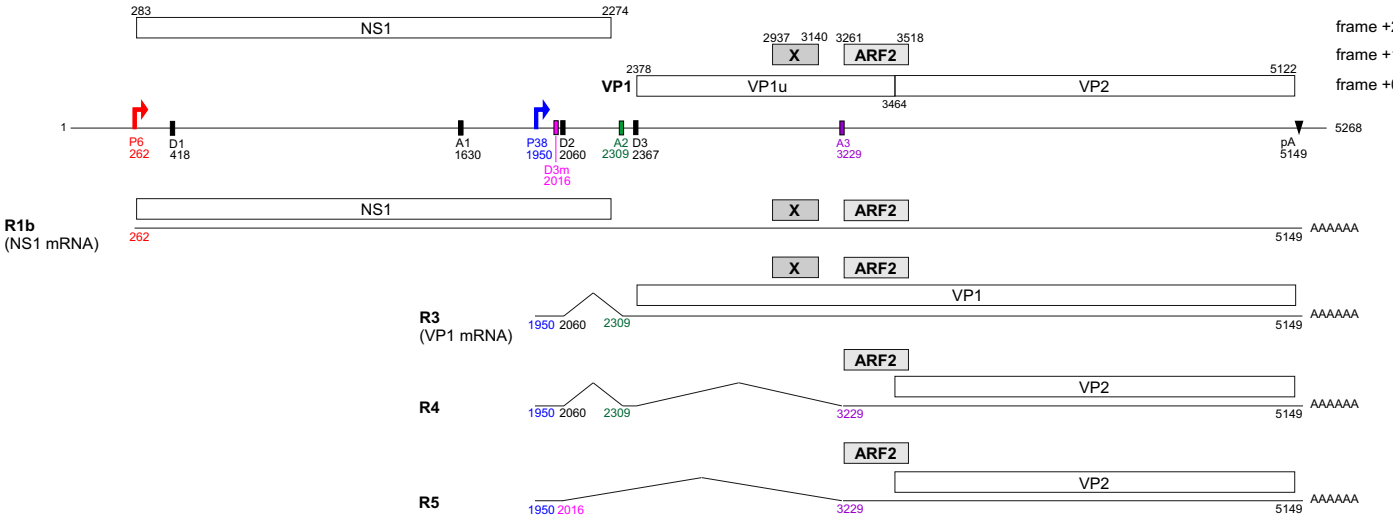 283 2274
NS1 frame +2
2937 3140 3261 3518
X ARF2 frame +1
2378 5122
VP1 VP1u VP2
3464
1 5268
P6 D1 A1 P38 D2 A2 D3 A3 pA
262 418 1630 1950 2060 2309 2367 3229 5149
D3m
2016
NS1 X ARF2
R1b
(NS1 mRNA)
262 5149 AAAAAA
X ARF2
VP1
R3
(VP1 mRNA)
1950 2060 2309 5149 AAAAAA
ARF2
VP2
R4
1950 2060 2309 3229 5149 AAAAAA
ARF2
VP2
R5
1950 2016 3229 5149 AAAAAA